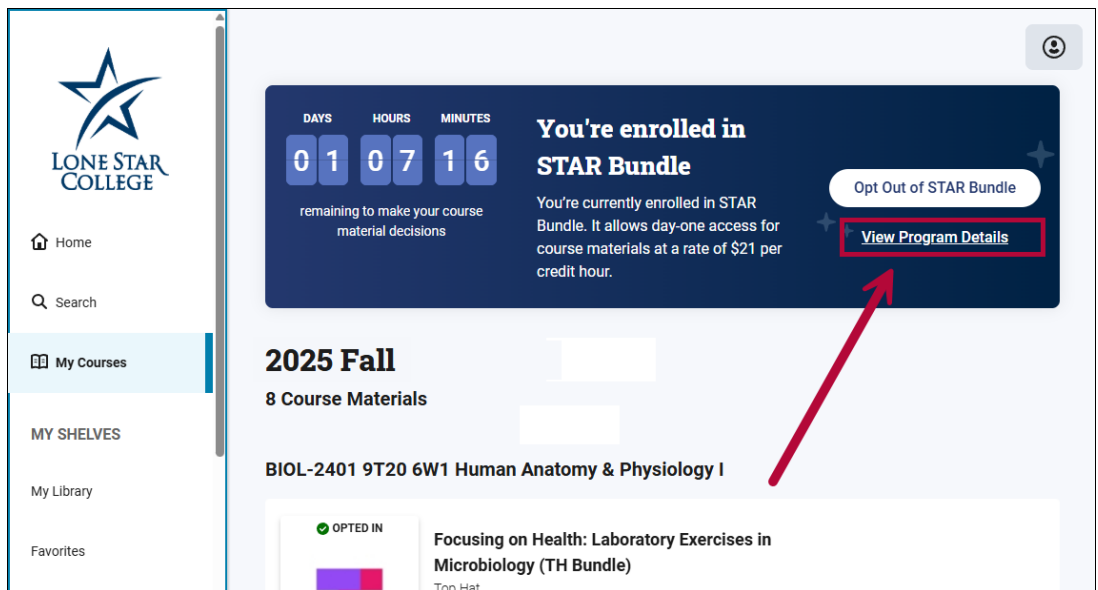 LONE STAR
COLLEGE
Home
Search
My Courses
MY SHELVES
My Library
Favorites
DAYS HOURS MINUTES
01 07 16
remaining to make your course
material decisions
You're enrolled in
STAR Bundle
You're currently enrolled in STAR
Bundle. It allows day-one access for
course materials at a rate of $21 per
credit hour.
Opt Out of STAR Bundle
View Program Details
2025 Fall
8 Course Materials
BIOL-2401 9T20 6W1 Human Anatomy & Physiology I
OPTED IN
Focusing on Health: Laboratory Exercises in
Microbiology (TH Bundle)
Top Hat